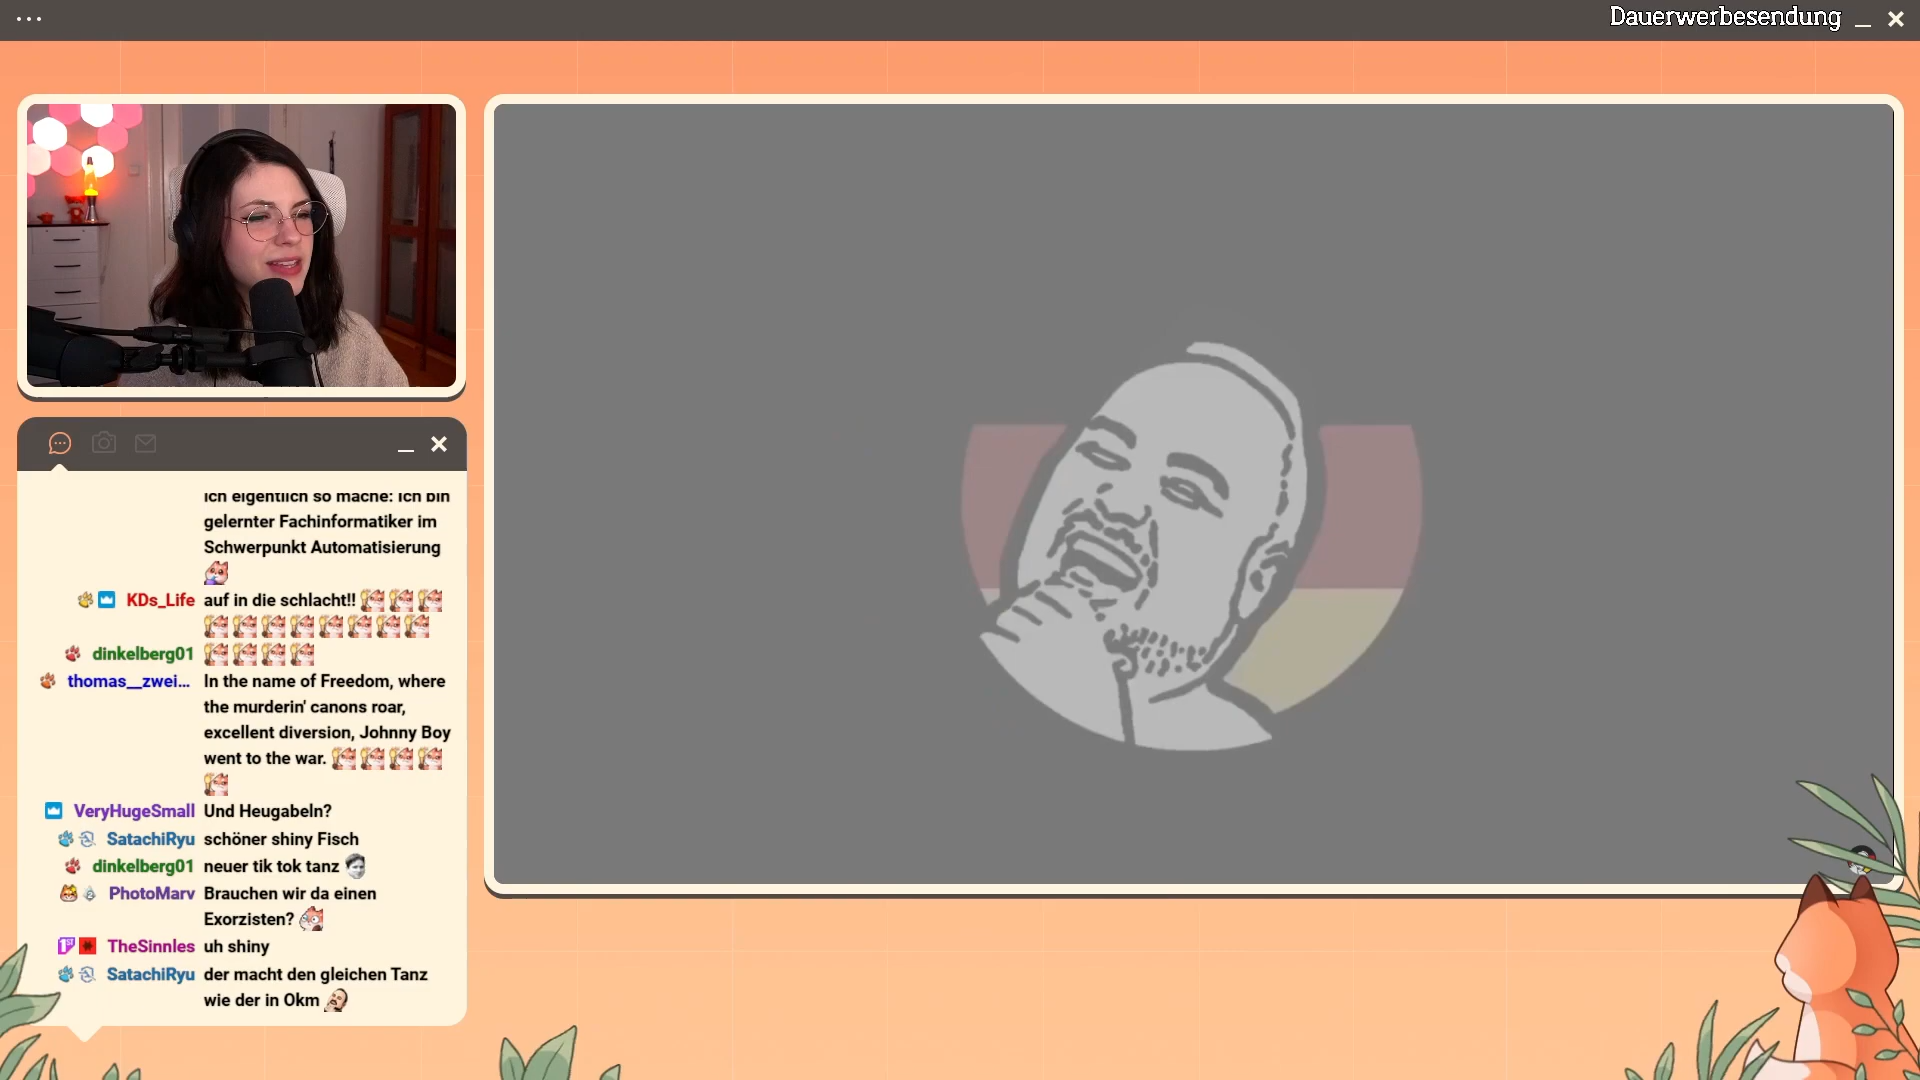 Dauerwerbesendung
ich eigentlich so mache: ich bin
gelernter Fachinformatiker im
Schwerpunkt Automatisierung
KDs_Life auf in die schlacht!!
dinkelberg01
thomas__zwei... In the name of Freedom, where
the murderin' canons roar,
excellent diversion, Johnny Boy
went to the war.
VeryHugeSmall Und Heugabeln?
SatachiRyu schöner shiny Fisch
dinkelberg01 neuer tik tok tanz
PhotoMarv Brauchen wir da einen
Exorzisten?
TheSinnles uh shiny
SatachiRyu der macht den gleichen Tanz
wie der in Okm